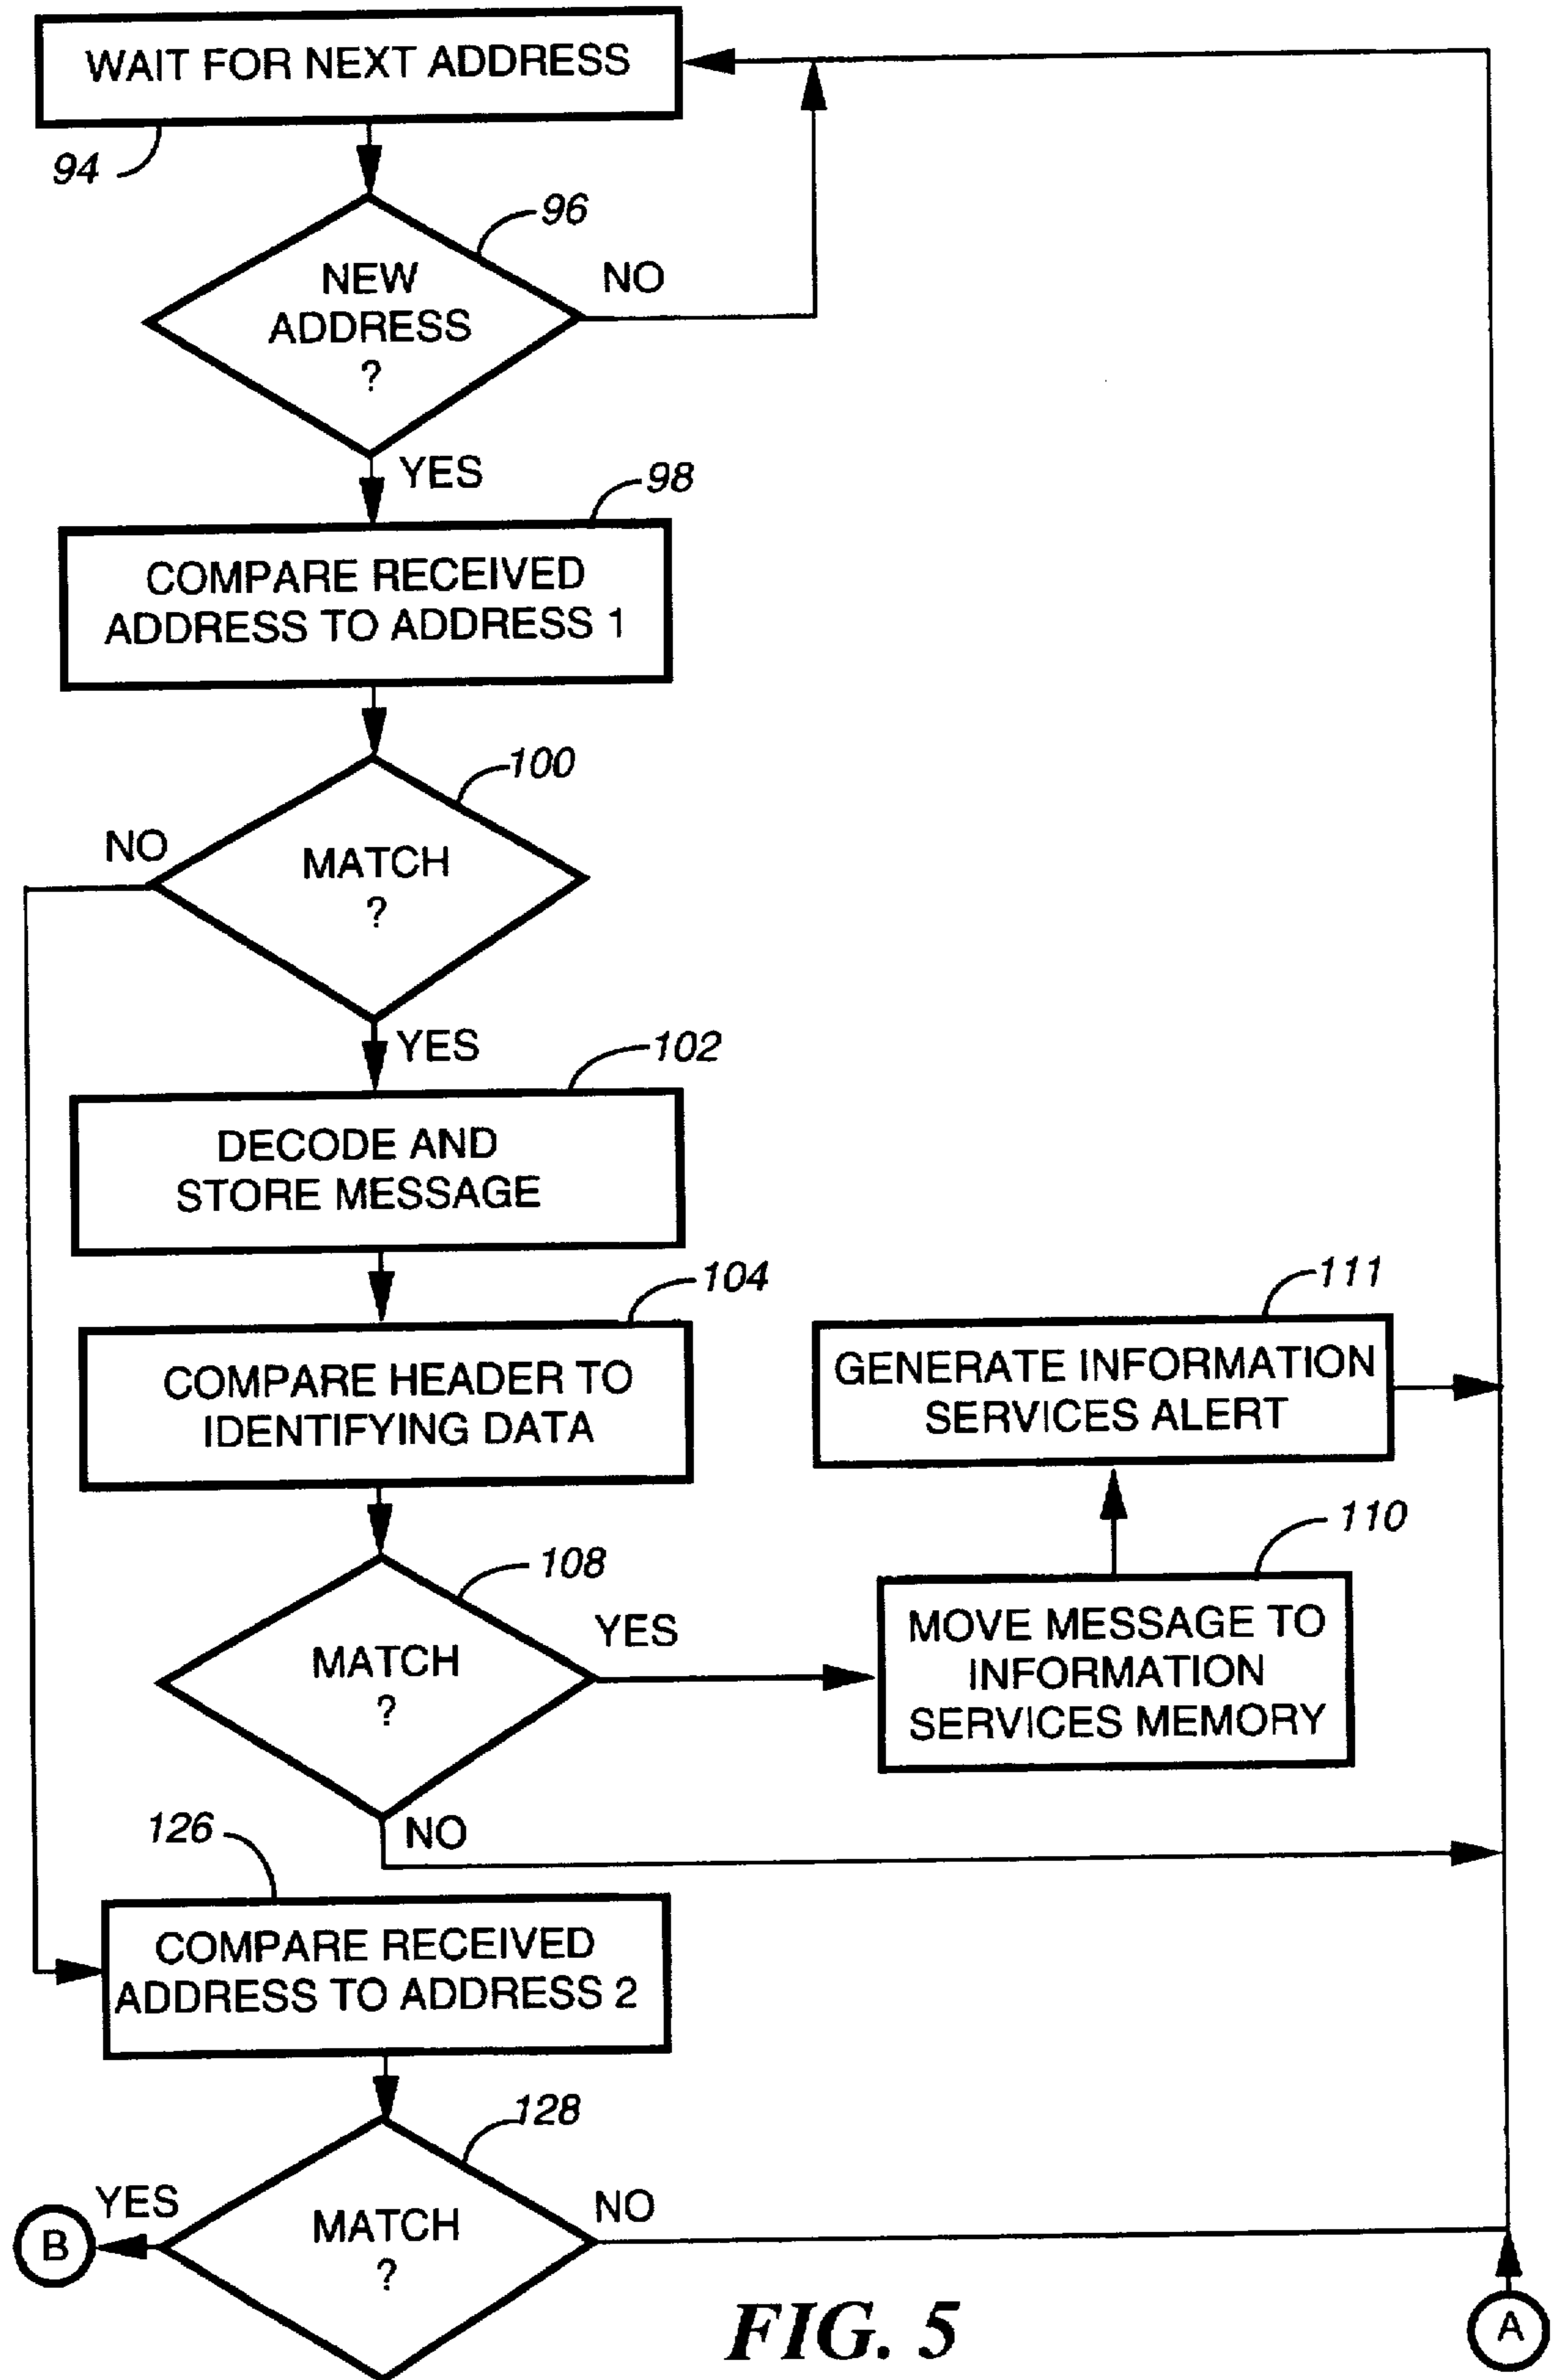 WAIT FOR NEXT ADDRESS
94
96
NEW
ADDRESS
?
NO
YES
98
COMPARE RECEIVED
ADDRESS TO ADDRESS 1
100
NO
MATCH
?
YES
102
DECODE AND
STORE MESSAGE
104
COMPARE HEADER TO
IDENTIFYING DATA
111
GENERATE INFORMATION
SERVICES ALERT
108
MATCH
?
YES
110
MOVE MESSAGE TO
INFORMATION
SERVICES MEMORY
NO
126
COMPARE RECEIVED
ADDRESS TO ADDRESS 2
128
YES
B
MATCH
?
NO
A
FIG. 5